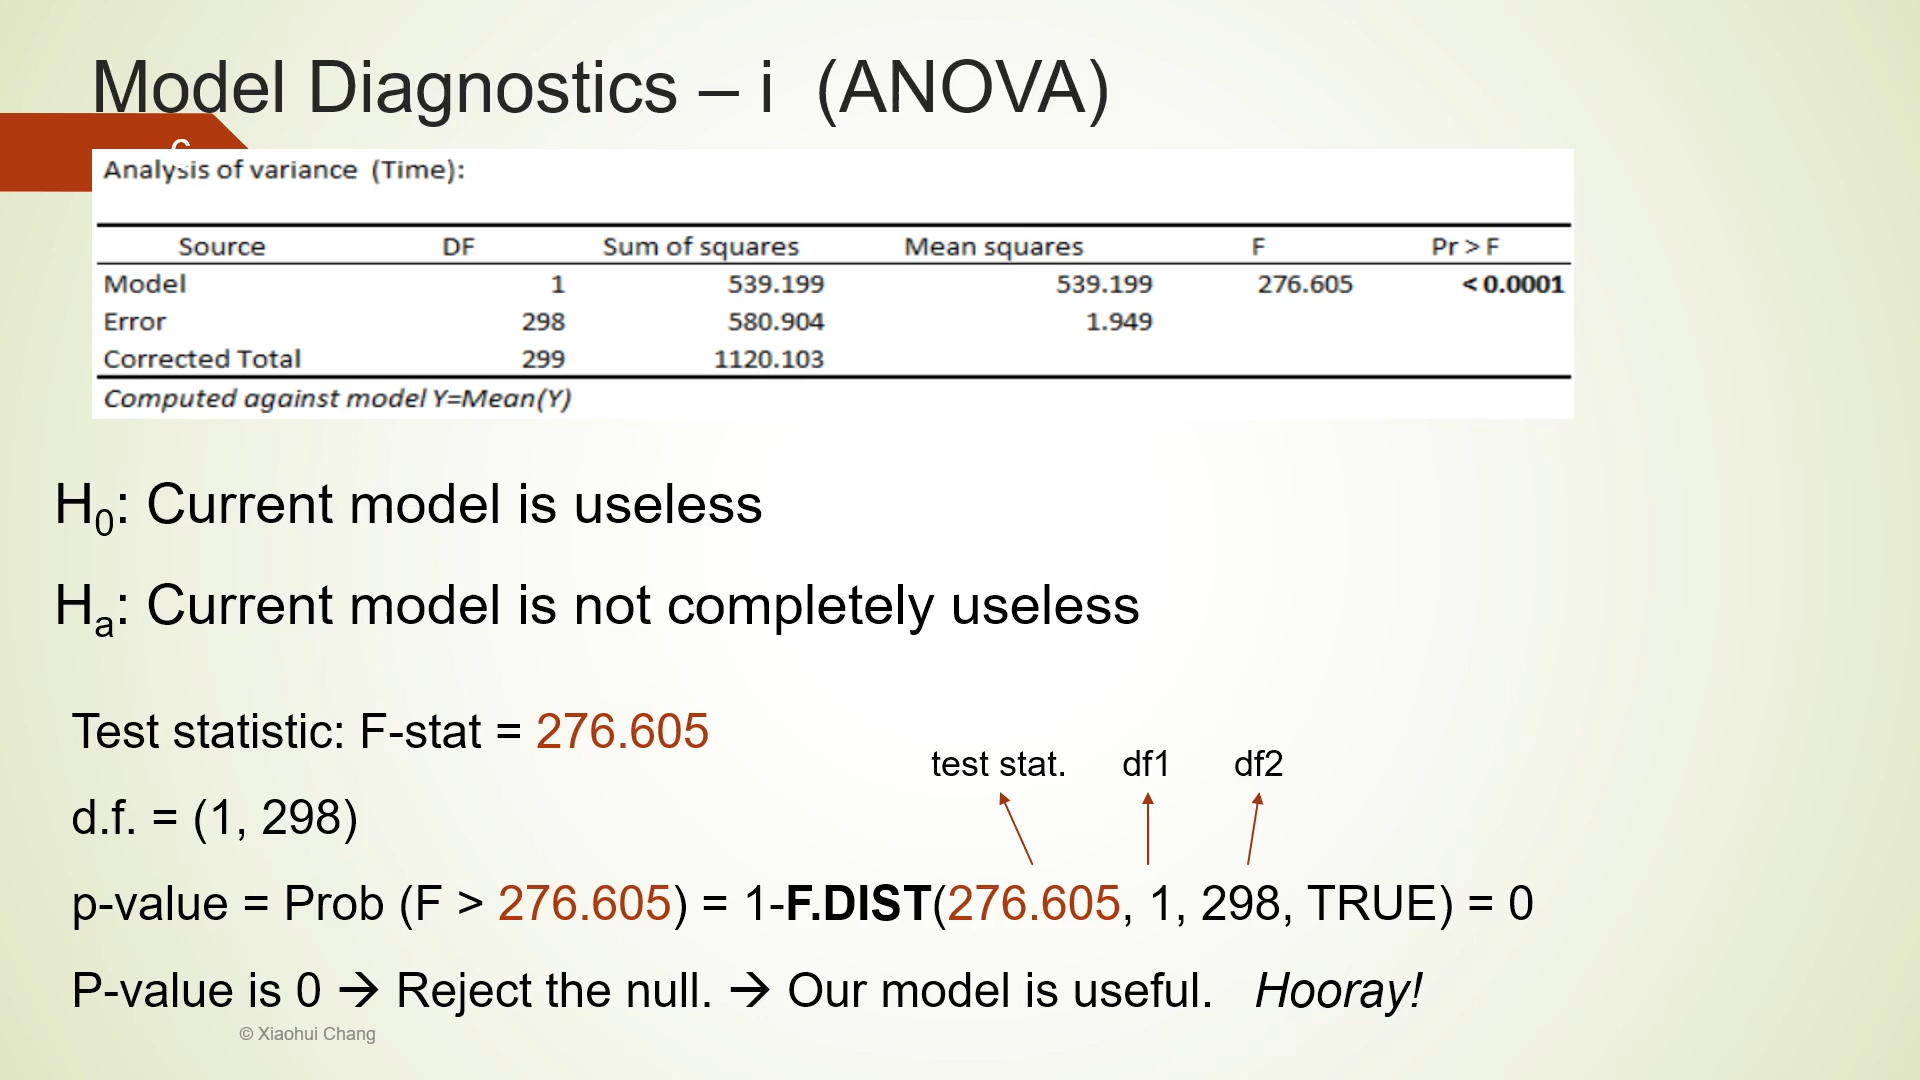 Model Diagnostics – i (ANOVA)
6
Analysis of variance (Time):
Source DF Sum of squares Mean squares F Pr > F
Model 1 539.199 539.199 276.605 < 0.0001
Error 298 580.904 1.949
Corrected Total 299 1120.103
Computed against model Y=Mean(Y)
H0: Current model is useless
Ha: Current model is not completely useless
Test statistic: F-stat = 276.605
test stat. df1 df2
d.f. = (1, 298)
p-value = Prob (F > 276.605) = 1-F.DIST(276.605, 1, 298, TRUE) = 0
P-value is 0 → Reject the null. → Our model is useful. Hooray!
© Xiaohui Chang